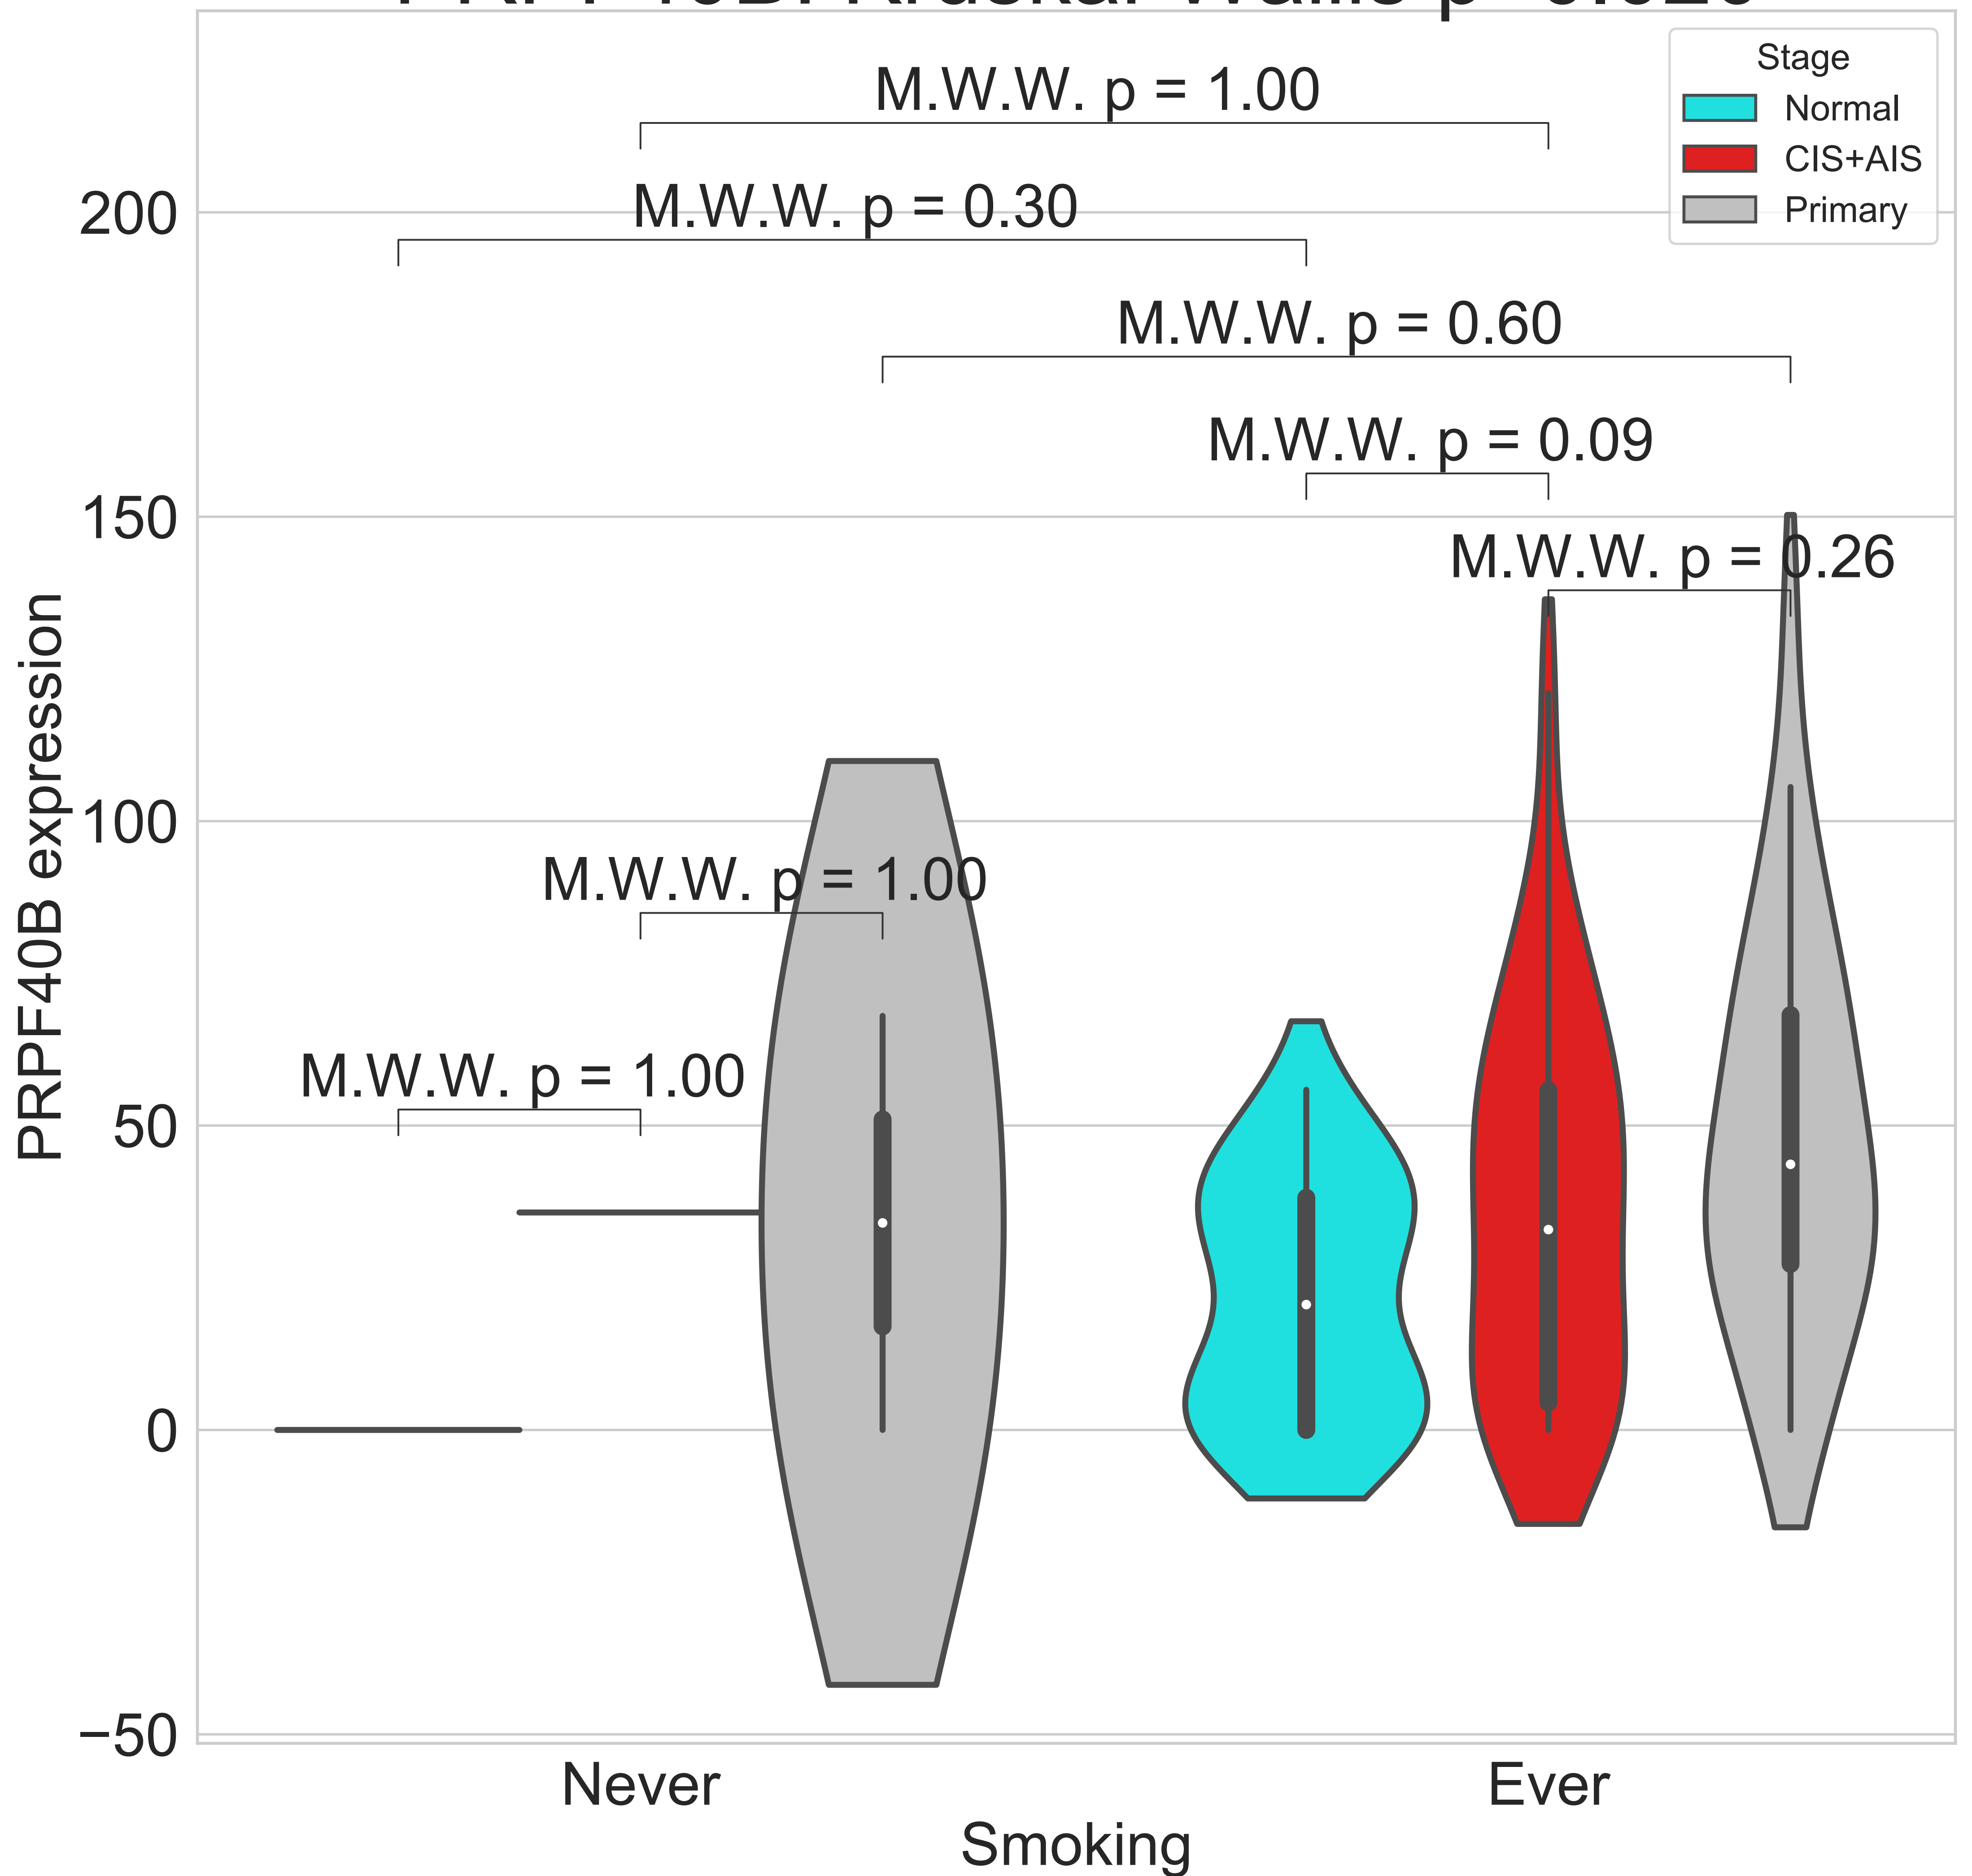 Stage
Normal
CIS+AIS
Primary
M.W.W. p = 1.00
M.W.W. p = 0.30
M.W.W. p = 0.60
M.W.W. p = 0.09
M.W.W. p = 0.26
M.W.W. p = 1.00
M.W.W. p = 1.00
200
150
100
50
0
−50
PRPF40B expression
Never
Ever
Smoking